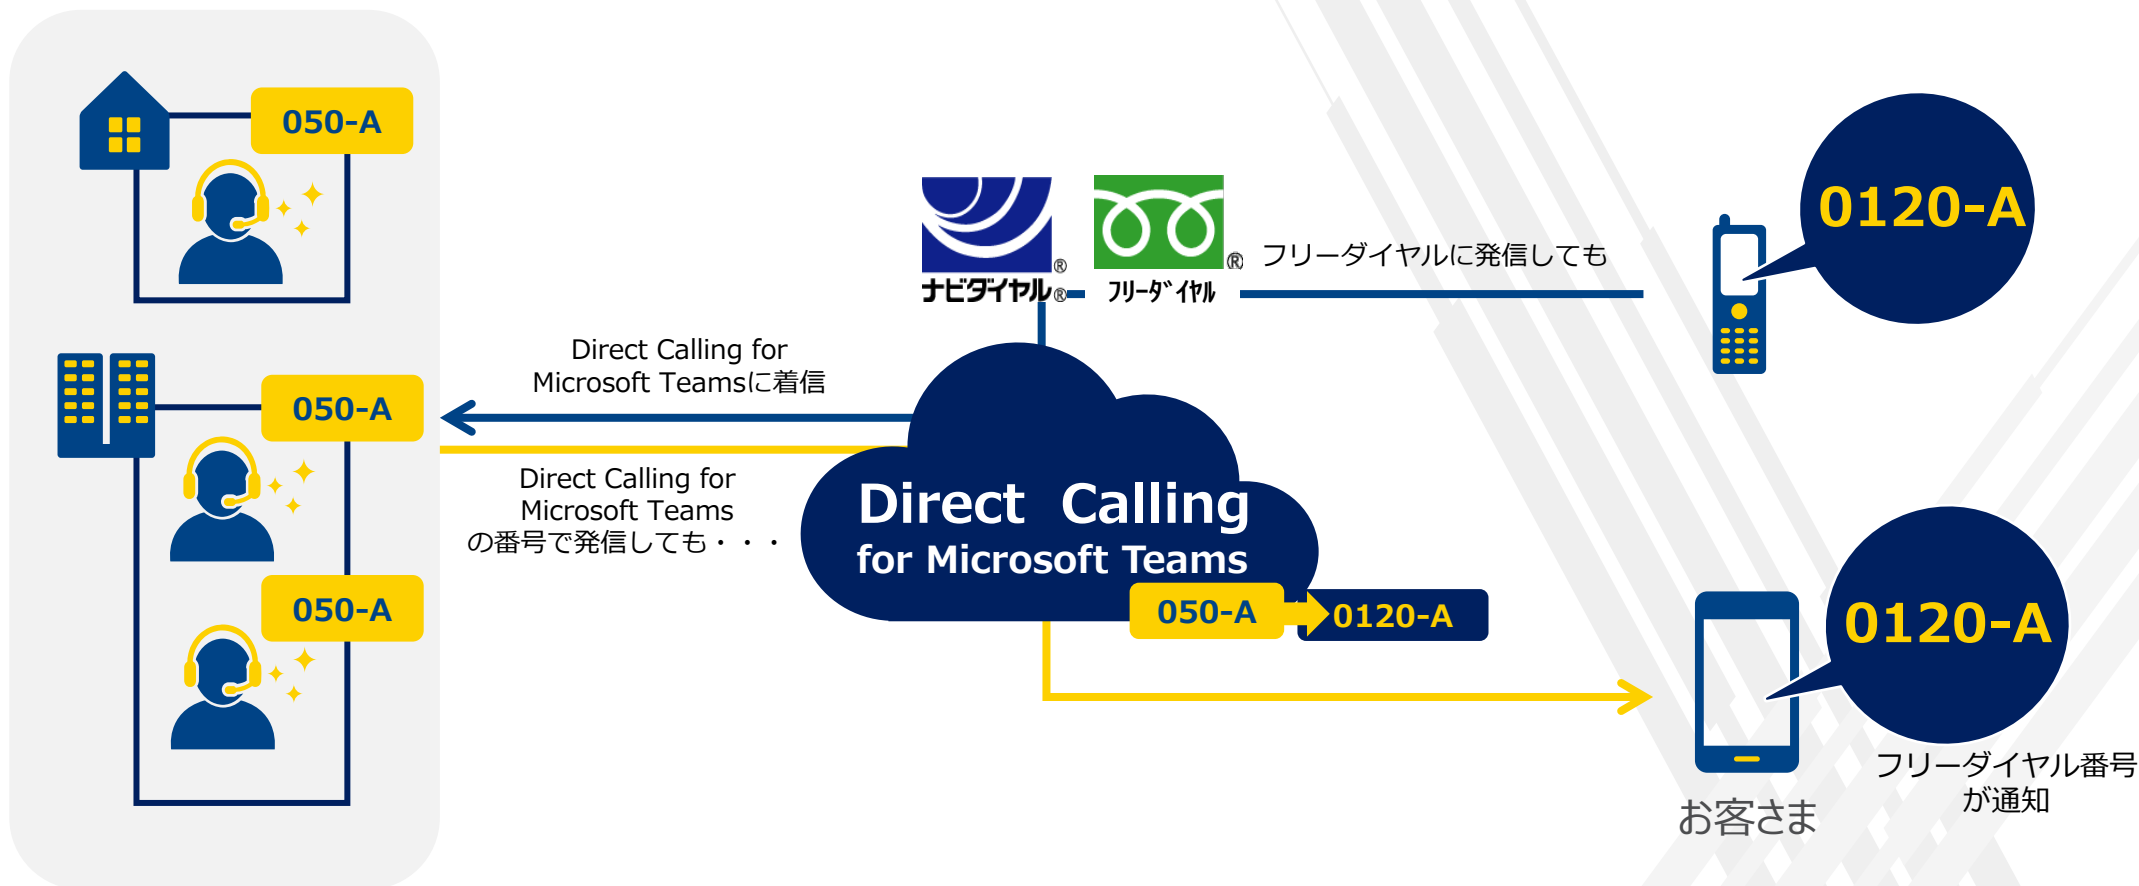 050-A
050-A
050-A
Direct Calling for
Microsoft Teamsに着信
Direct Calling for
Microsoft Teams
の番号で発信しても・・・
ナビダイヤル®
®
フリーダイヤル
®
フリーダイヤルに発信しても
0120-A
Direct Calling
for Microsoft Teams
050-A
0120-A
0120-A
フリーダイヤル番号
が通知
お客さま